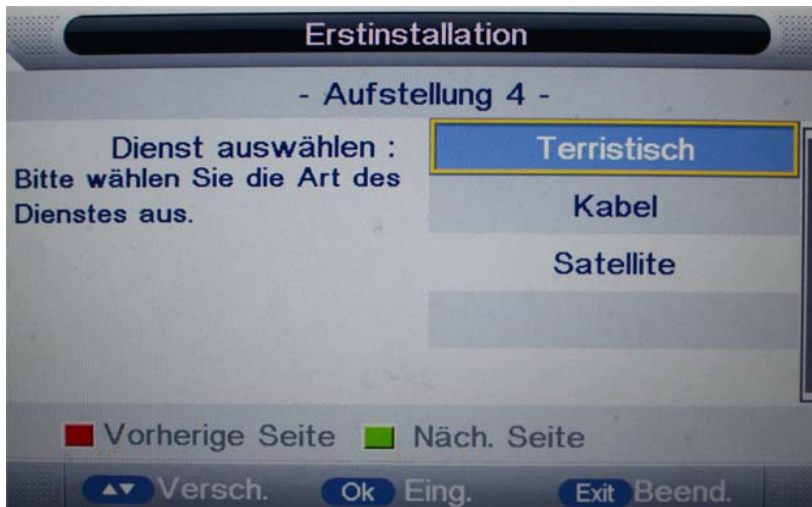 Erstinstallation
- Aufstellung 4 -
Dienst auswählen :
Bitte wählen Sie die Art des
Dienstes aus.
Terristisch
Kabel
Satellite
Vorherige Seite Näch. Seite
Versch. Ok Eing. Exit Beend.